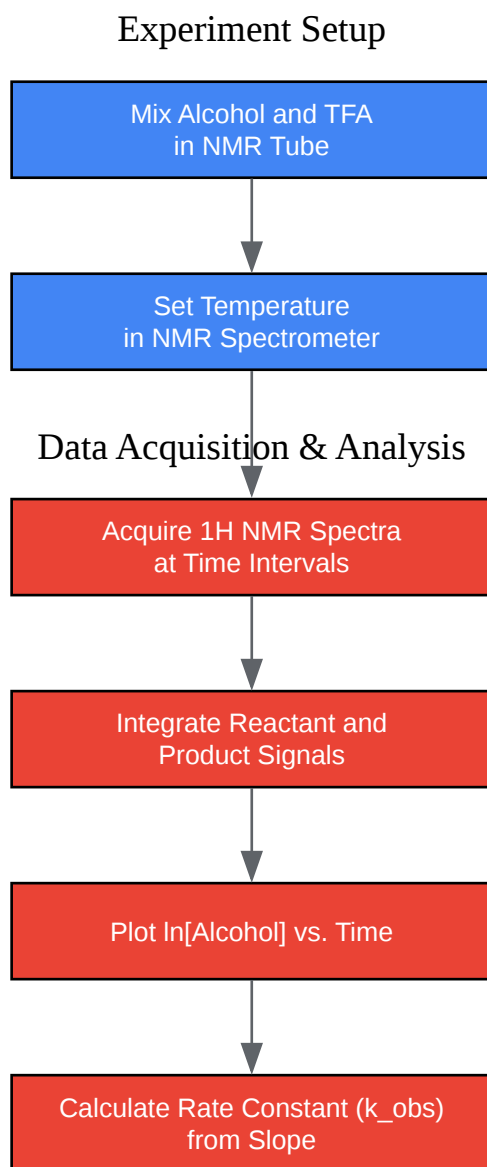 Experiment Setup
Mix Alcohol and TFA
in NMR Tube
Set Temperature
in NMR Spectrometer
Data Acquisition & Analysis
Acquire 1H NMR Spectra
at Time Intervals
Integrate Reactant and
Product Signals
Plot ln[Alcohol] vs. Time
Calculate Rate Constant (k_obs)
from Slope